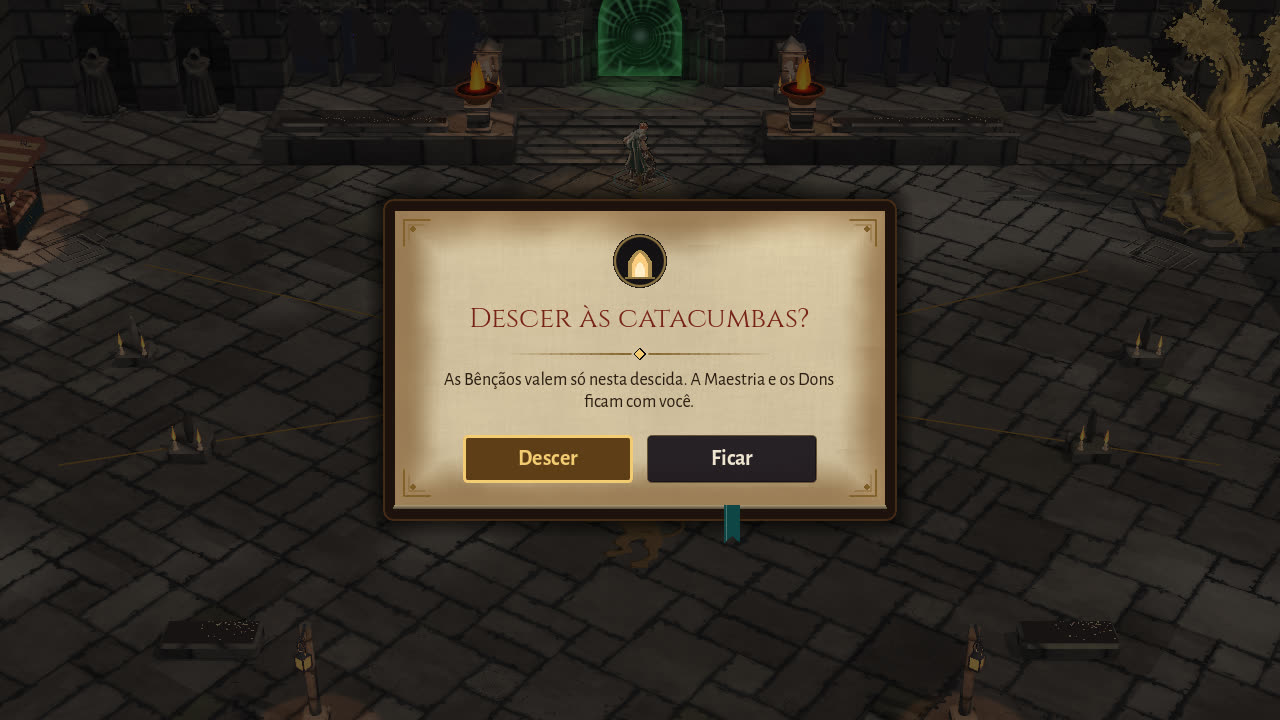 Descer às catacumbas?
As Bênçãos valem só nesta descida. A Maestria e os Dons
ficam com você.
Descer
Ficar